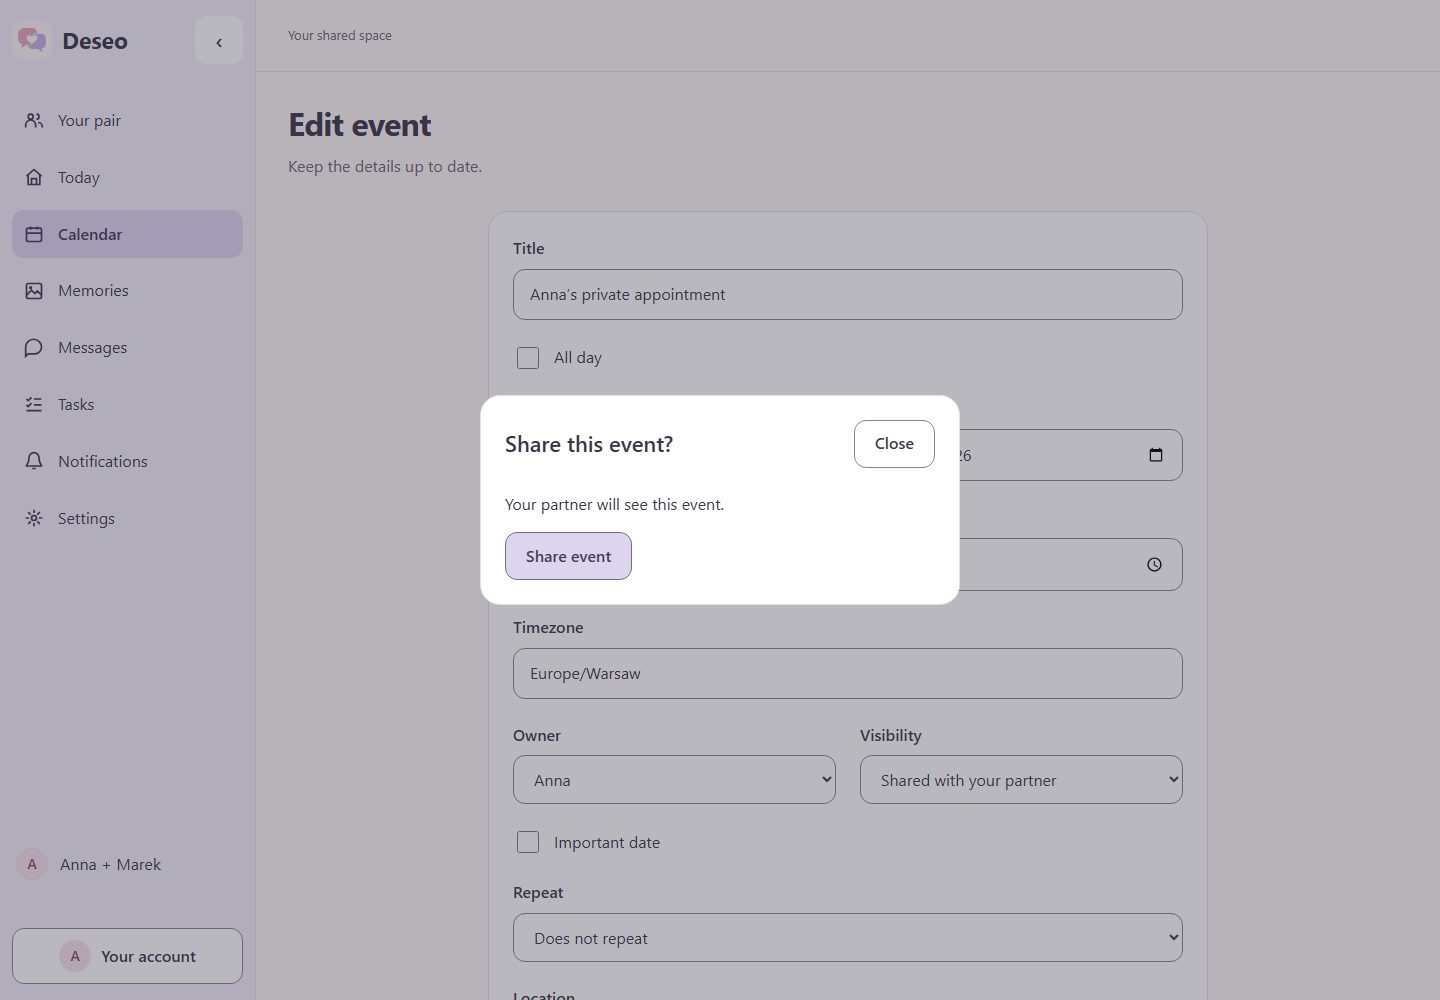 Deseo
‹
Your pair
Today
Calendar
Memories
Messages
Tasks
Notifications
Settings
A Anna + Marek
A Your account
Your shared space
Edit event
Keep the details up to date.
Title
Anna’s private appointment
All day
26
Share this event?
Close
Your partner will see this event.
Share event
Timezone
Europe/Warsaw
Owner
Visibility
Anna
Shared with your partner
Important date
Repeat
Does not repeat
Location